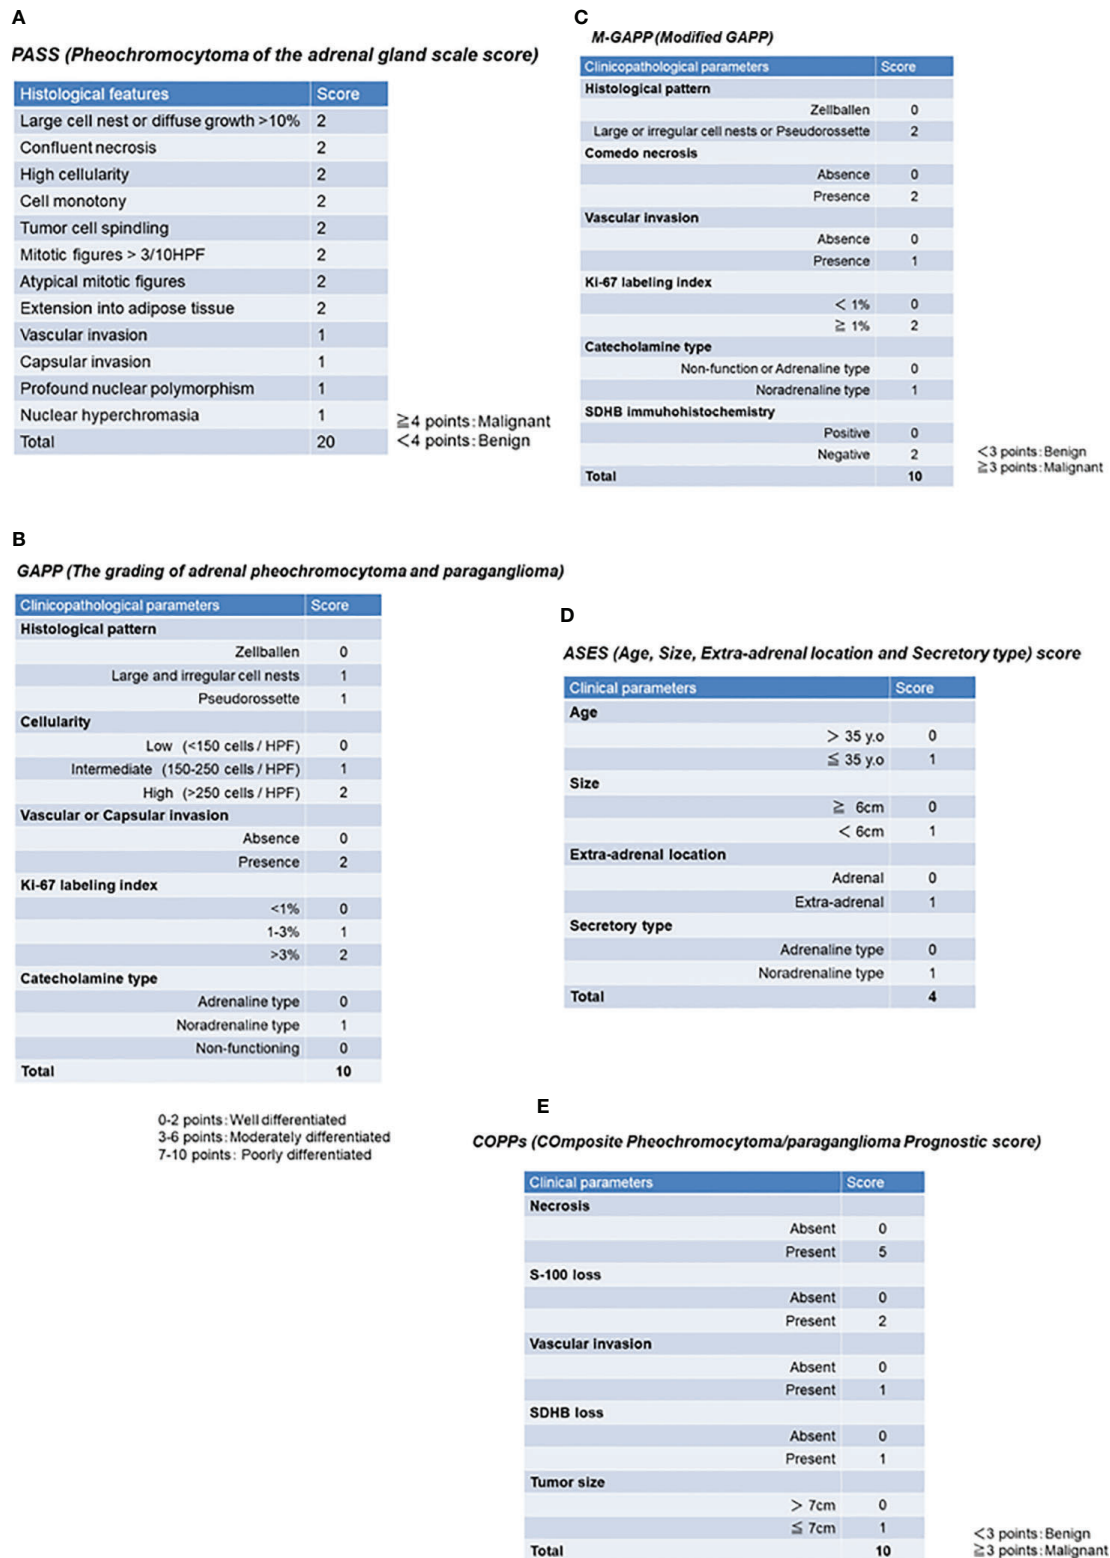 A
PASS (Pheochromocytoma of the adrenal gland scale score)
Histological features Score
Large cell nest or diffuse growth >10% 2
Confluent necrosis 2
High cellularity 2
Cell monotony 2
Tumor cell spindling 2
Mitotic figures > 3/10HPF 2
Atypical mitotic figures 2
Extension into adipose tissue 2
Vascular invasion 1
Capsular invasion 1
Profound nuclear polymorphism 1
Nuclear hyperchromasia 1
Total 20
≧4 points:Malignant
<4 points:Benign
B
GAPP (The grading of adrenal pheochromocytoma and paraganglioma)
Clinicopathological parameters Score
Histological pattern
Zellballen 0
Large and irregular cell nests 1
Pseudorossette 1
Cellularity
Low (<150 cells / HPF) 0
Intermediate (150-250 cells / HPF) 1
High (>250 cells / HPF) 2
Vascular or Capsular invasion
Absence 0
Presence 2
Ki-67 labeling index
<1% 0
1-3% 1
>3% 2
Catecholamine type
Adrenaline type 0
Noradrenaline type 1
Non-functioning 0
Total 10
0-2 points:Well differentiated
3-6 points:Moderately differentiated
7-10 points: Poorly differentiated
C
M-GAPP (Modified GAPP)
Clinicopathological parameters Score
Histological pattern
Zellballen 0
Large or irregular cell nests or Pseudorossette 2
Comedo necrosis
Absence 0
Presence 2
Vascular invasion
Absence 0
Presence 1
Ki-67 labeling index
< 1% 0
≧ 1% 2
Catecholamine type
Non-function or Adrenaline type 0
Noradrenaline type 1
SDHB immuhohistochemistry
Positive 0
Negative 2
Total 10
<3 points:Benign
≧3 points:Malignant
D
ASES (Age, Size, Extra-adrenal location and Secretory type) score
Clinical parameters Score
Age
> 35 y.o 0
≦ 35 y.o 1
Size
≧ 6cm 0
< 6cm 1
Extra-adrenal location
Adrenal 0
Extra-adrenal 1
Secretory type
Adrenaline type 0
Noradrenaline type 1
Total 4
E
COPPs (COmposite Pheochromocytoma/paraganglioma Prognostic score)
Clinical parameters Score
Necrosis
Absent 0
Present 5
S-100 loss
Absent 0
Present 2
Vascular invasion
Absent 0
Present 1
SDHB loss
Absent 0
Present 1
Tumor size
> 7cm 0
≦ 7cm 1
Total 10
<3 points:Benign
≧3 points:Malignant